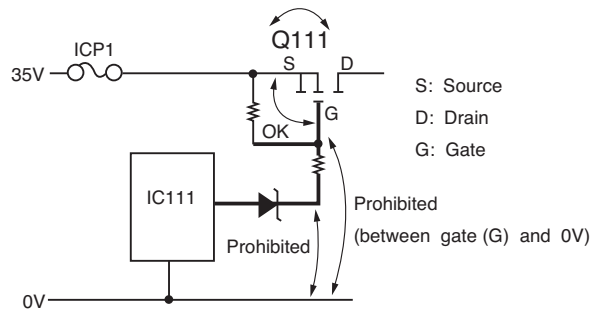 Q111
ICP1
35V
S
D
G
OK
S: Source
D: Drain
G: Gate
IC111
Prohibited
Prohibited
(between gate (G) and 0V)
0V